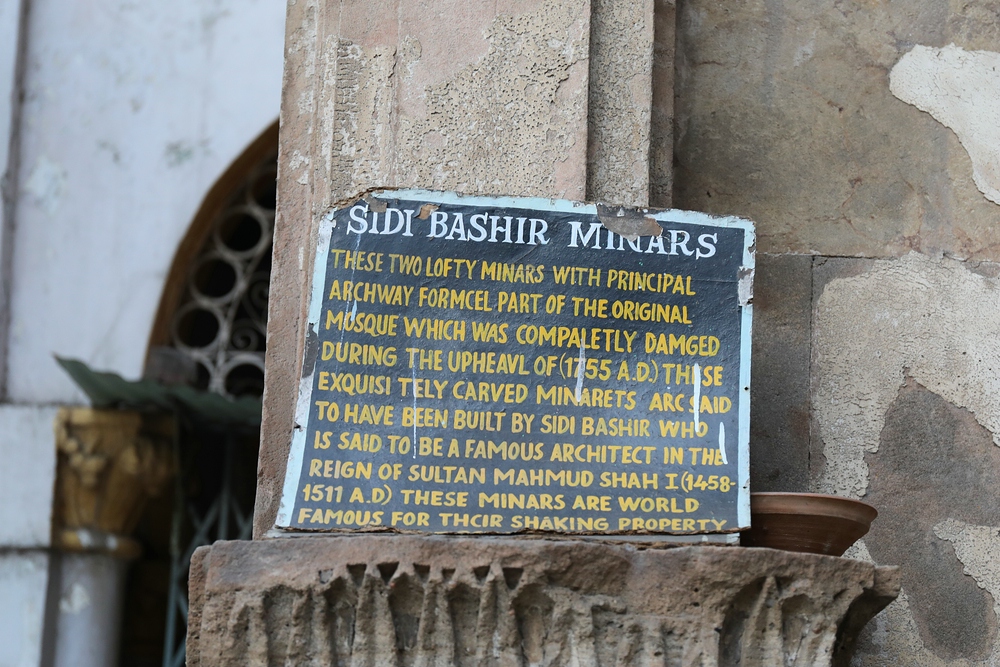 SIDI BASHIR MINARS
THESE TWO LOFTY MINARS WITH PRINCIPAL
ARCHWAY FORMCEL PART OF THE ORIGINAL
MOSQUE WHICH WAS COMPALETLY DAMGED
DURING THE UPHEAVL OF (1755 A.D.) THESE
EXQUISI TELY CARVED MINARETS ARC SAID
TO HAVE BEEN BUILT BY SIDI BASHIR WHO
IS SAID TO BE A FAMOUS ARCHITECT IN THE
REIGN OF SULTAN MAHMUD SHAH I (1458-
1511 A.D) THESE MINARS ARE WORLD
FAMOUS FOR THCIR SHAKING PROPERTY